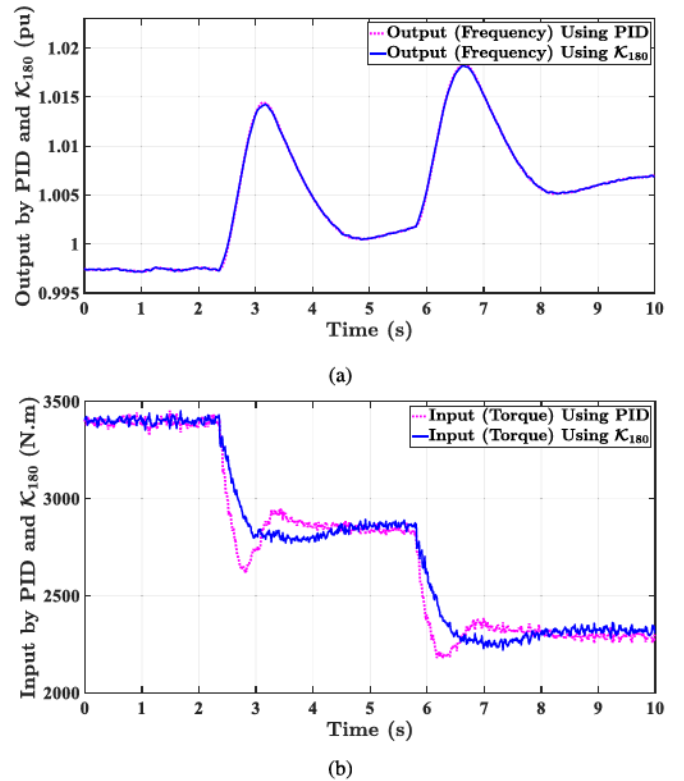 Output by PID and 𝒦₁₈₀ (pu)
1.02
1.015
1.01
1.005
1
0.995
Output (Frequency) Using PID
Output (Frequency) Using 𝒦₁₈₀
0 1 2 3 4 5 6 7 8 9 10
Time (s)
(a)
Input by PID and 𝒦₁₈₀ (N.m)
3500
3000
2500
2000
Input (Torque) Using PID
Input (Torque) Using 𝒦₁₈₀
0 1 2 3 4 5 6 7 8 9 10
Time (s)
(b)